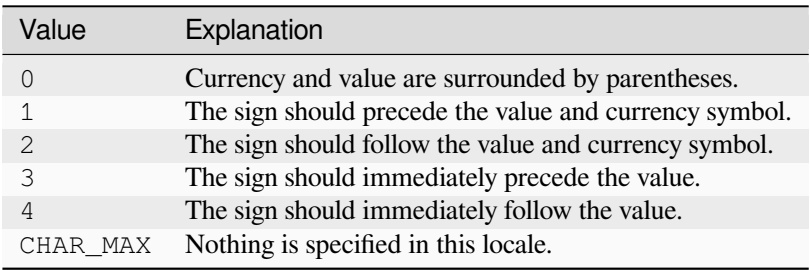 Value Explanation
0 Currency and value are surrounded by parentheses.
1 The sign should precede the value and currency symbol.
2 The sign should follow the value and currency symbol.
3 The sign should immediately precede the value.
4 The sign should immediately follow the value.
CHAR_MAX Nothing is specified in this locale.